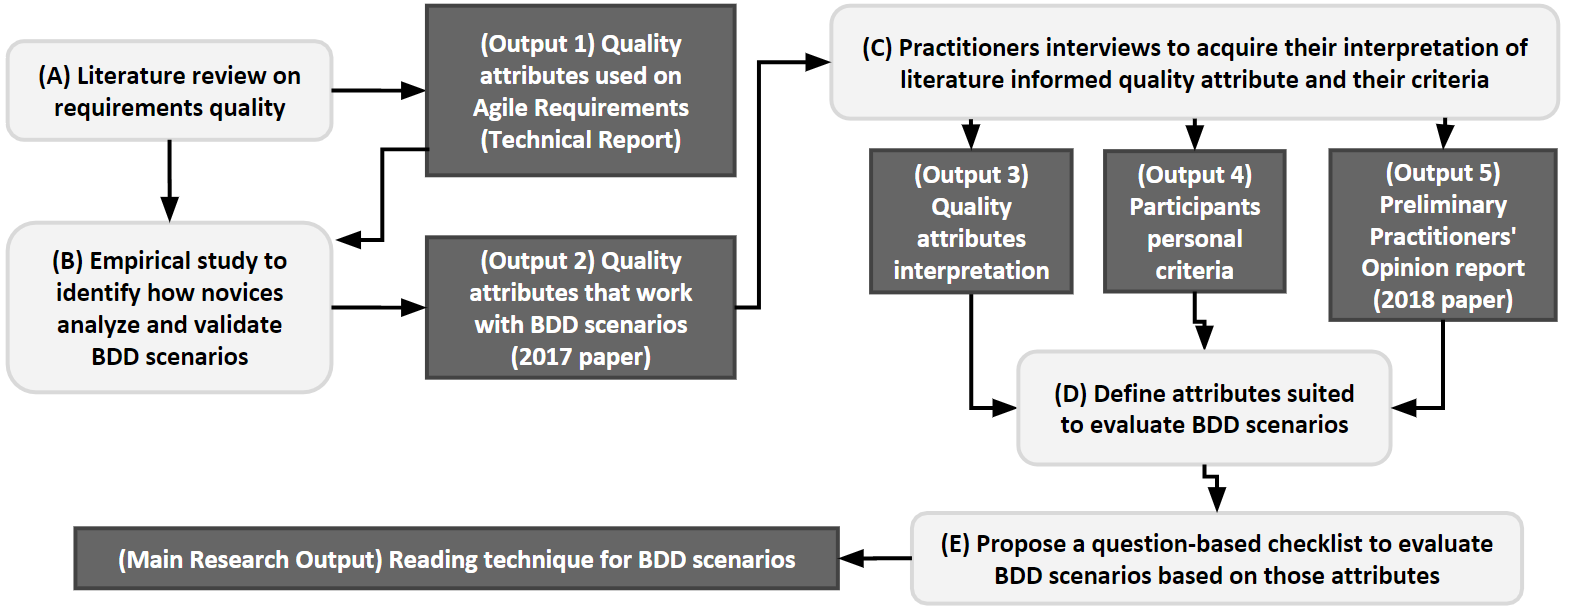 (A) Literature review on
requirements quality
(Output 1) Quality
attributes used on
Agile Requirements
(Technical Report)
(B) Empirical study to
identify how novices
analyze and validate
BDD scenarios
(Output 2) Quality
attributes that work
with BDD scenarios
(2017 paper)
(C) Practitioners interviews to acquire their interpretation of
literature informed quality attribute and their criteria
(Output 3)
Quality
attributes
interpretation
(Output 4)
Participants
personal
criteria
(Output 5)
Preliminary
Practitioners'
Opinion report
(2018 paper)
(D) Define attributes suited
to evaluate BDD scenarios
(E) Propose a question-based checklist to evaluate
BDD scenarios based on those attributes
(Main Research Output) Reading technique for BDD scenarios